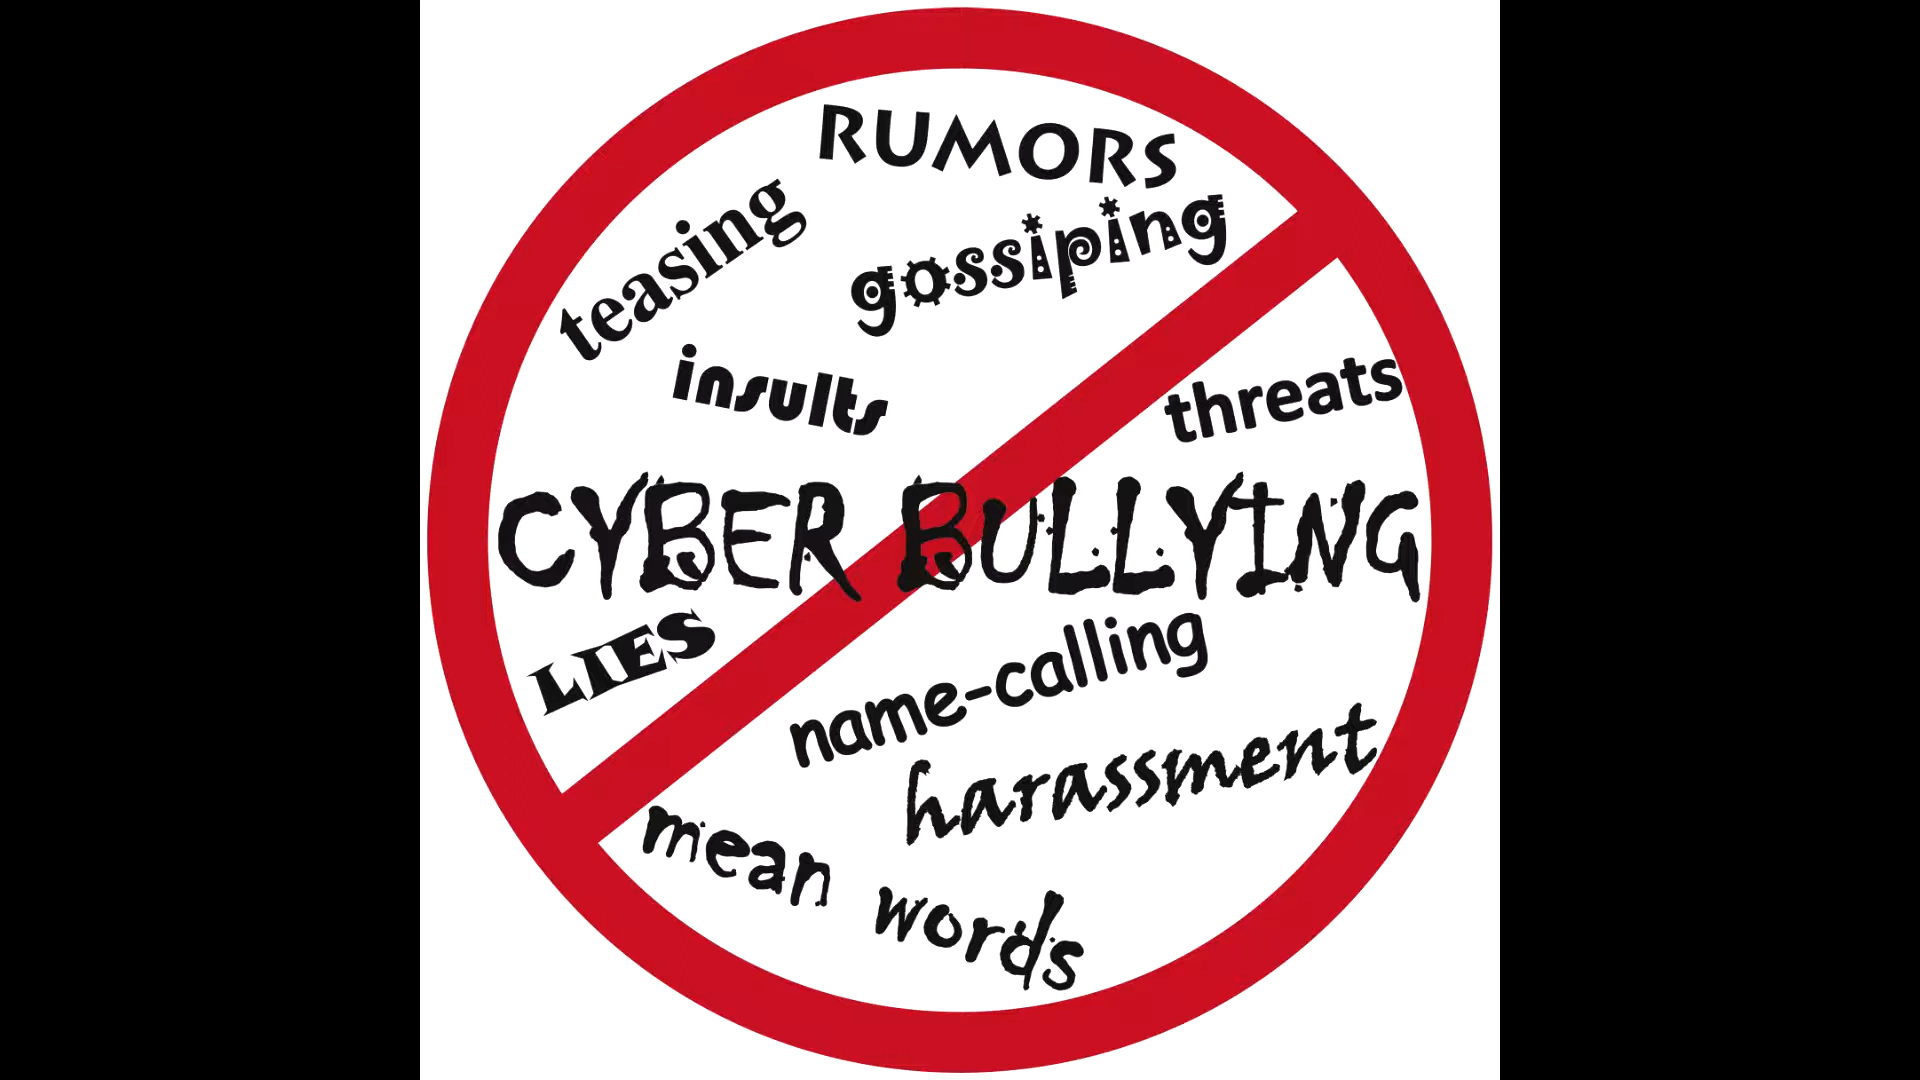 RUMORS
teasing
gossiping
insults
threats
CYBER BULLYING
LIES
name-calling
harassment
mean words